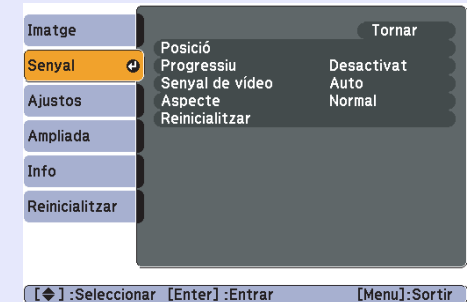 Imatge
Senyal
Ajustos
Ampliada
Info
Reinicialitzar
Tornar
Posició
Progressiu Desactivat
Senyal de vídeo Auto
Aspecte Normal
Reinicialitzar
[◆] :Seleccionar [Enter] :Entrar [Menu]:Sortir